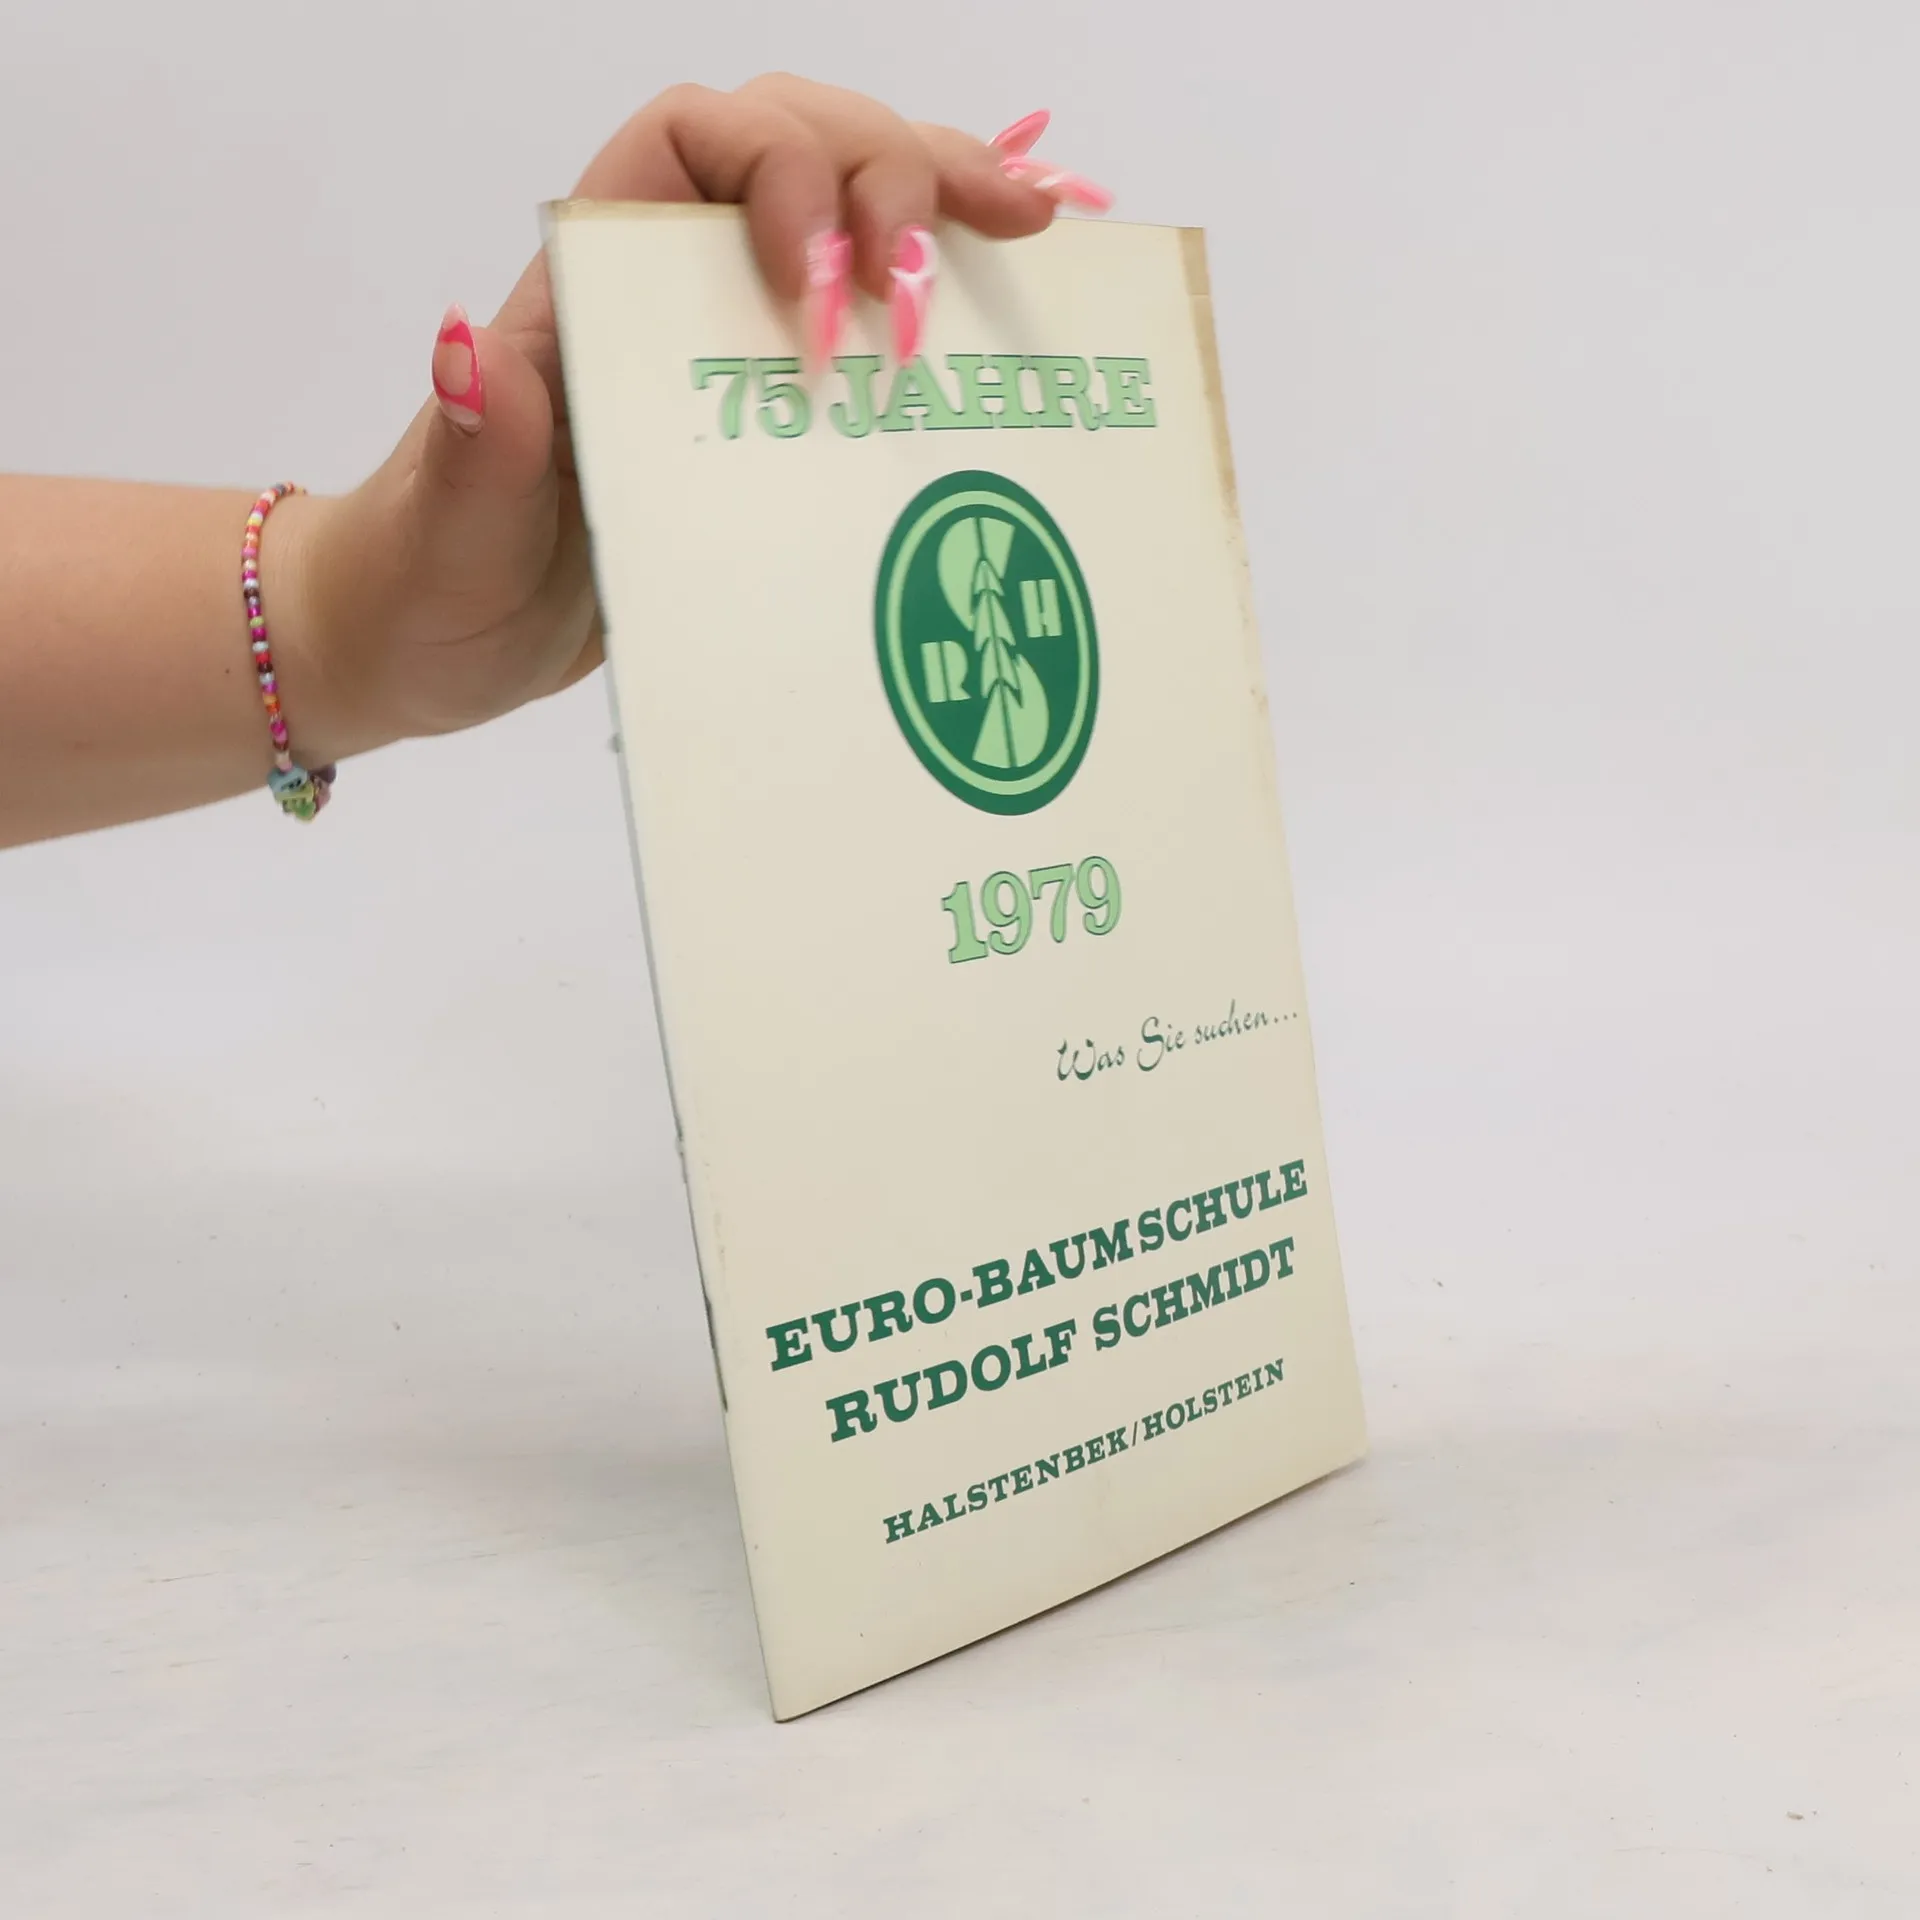 75 JAHRE
S
H
R
1979
Was Sie suchen...
EURO-BAUMSCHULE
RUDOLF SCHMIDT
HALSTENBEK/HOLSTEIN